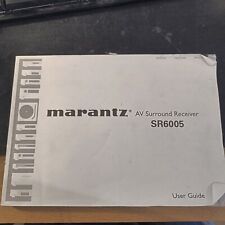 marantz® AV Surround Receiver
SR6005
User Guide